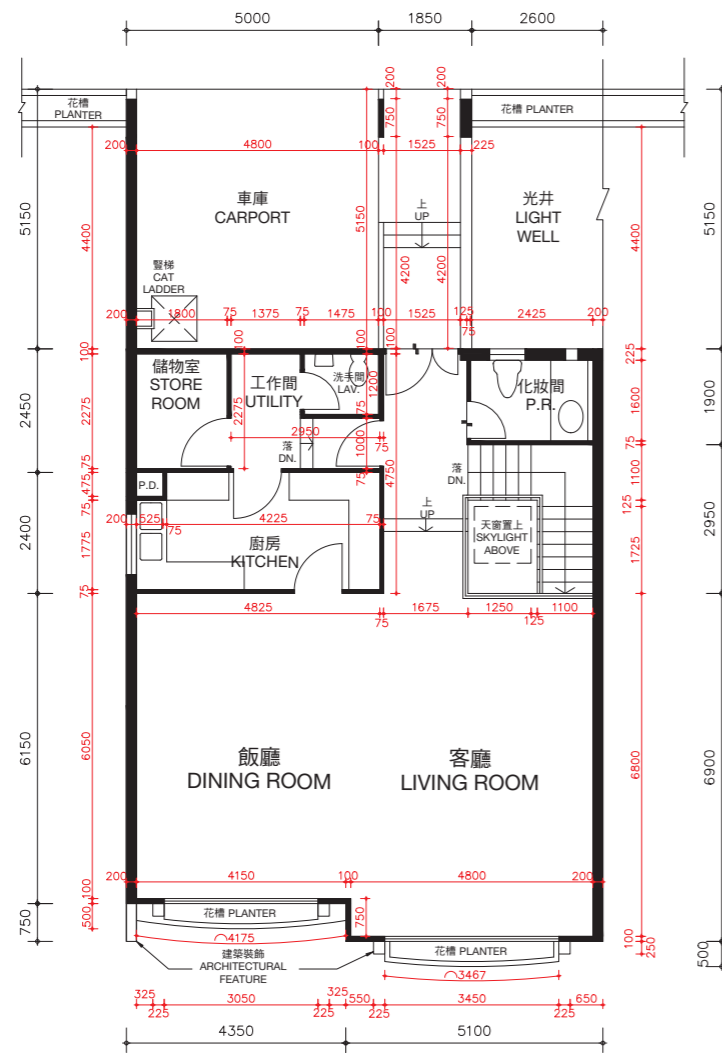 5000
1850
2600
200
200
花槽
PLANTER
花槽 PLANTER
750
750
200
4800
100
1525
225
5150
4400
車庫
CARPORT
5150
上
UP
光井
LIGHT
WELL
4400
5150
豎梯
CAT
LADDER
4200
4200
200
1800
75
1375
75
1475
100
1525
125
75
2425
200
100
100
100
100
225
2450
2275
儲物室
STORE
ROOM
2275
工作間
UTILITY
洗手間
LAV.
1200
化妝間
P.R.
1600
1900
75
2950
落
DN.
1000
75
75
4750
落
DN.
75
1100
75
475
P.D.
75
75
2400
200
525
75
4225
75
上
UP
125
天窗置上
SKYLIGHT
ABOVE
2950
1775
廚房
KITCHEN
1725
75
4825
75
1675
1250
125
1100
6150
6050
飯廳
DINING ROOM
客廳
LIVING ROOM
6800
6900
200
4150
100
4800
200
100
750
500
花槽 PLANTER
750
4175
花槽 PLANTER
100
250
500
建築裝飾
ARCHITECTURAL
FEATURE
3467
325
225
3050
225
325
550
225
3450
225
650
4350
5100